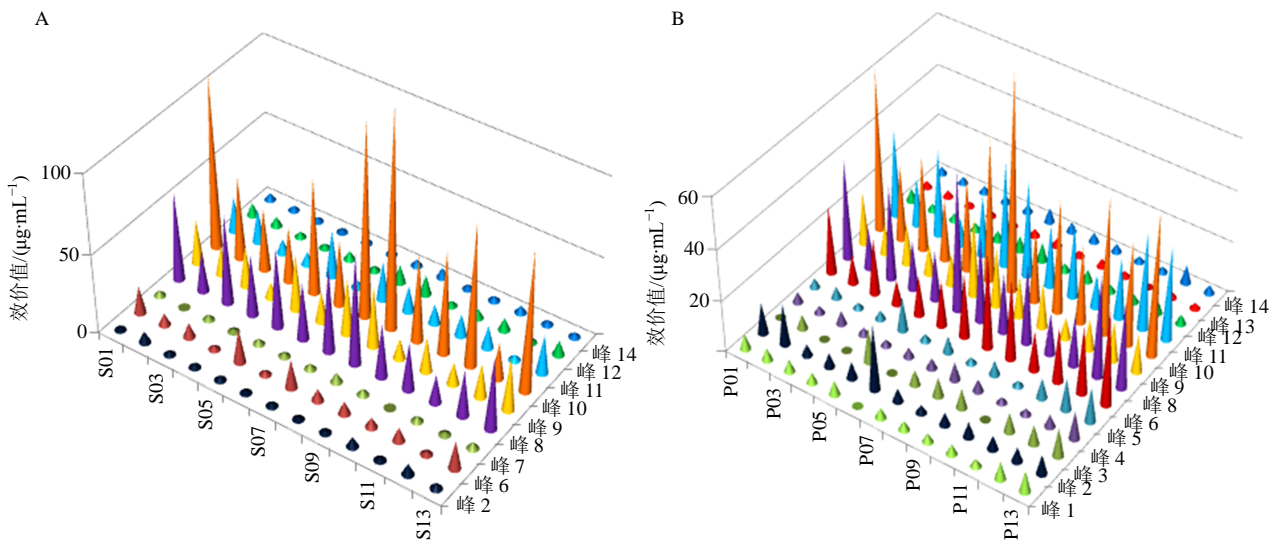 A
效价值/(μg·mL⁻¹)
100
50
0
S01
S03
S05
S07
S09
S11
S13
峰 2
峰 6
峰 7
峰 8
峰 9
峰 10
峰 11
峰 12
峰 14
B
效价值/(μg·mL⁻¹)
60
40
20
P01
P03
P05
P07
P09
P11
P13
峰 1
峰 2
峰 3
峰 4
峰 5
峰 6
峰 8
峰 9
峰 10
峰 11
峰 12
峰 13
峰 14